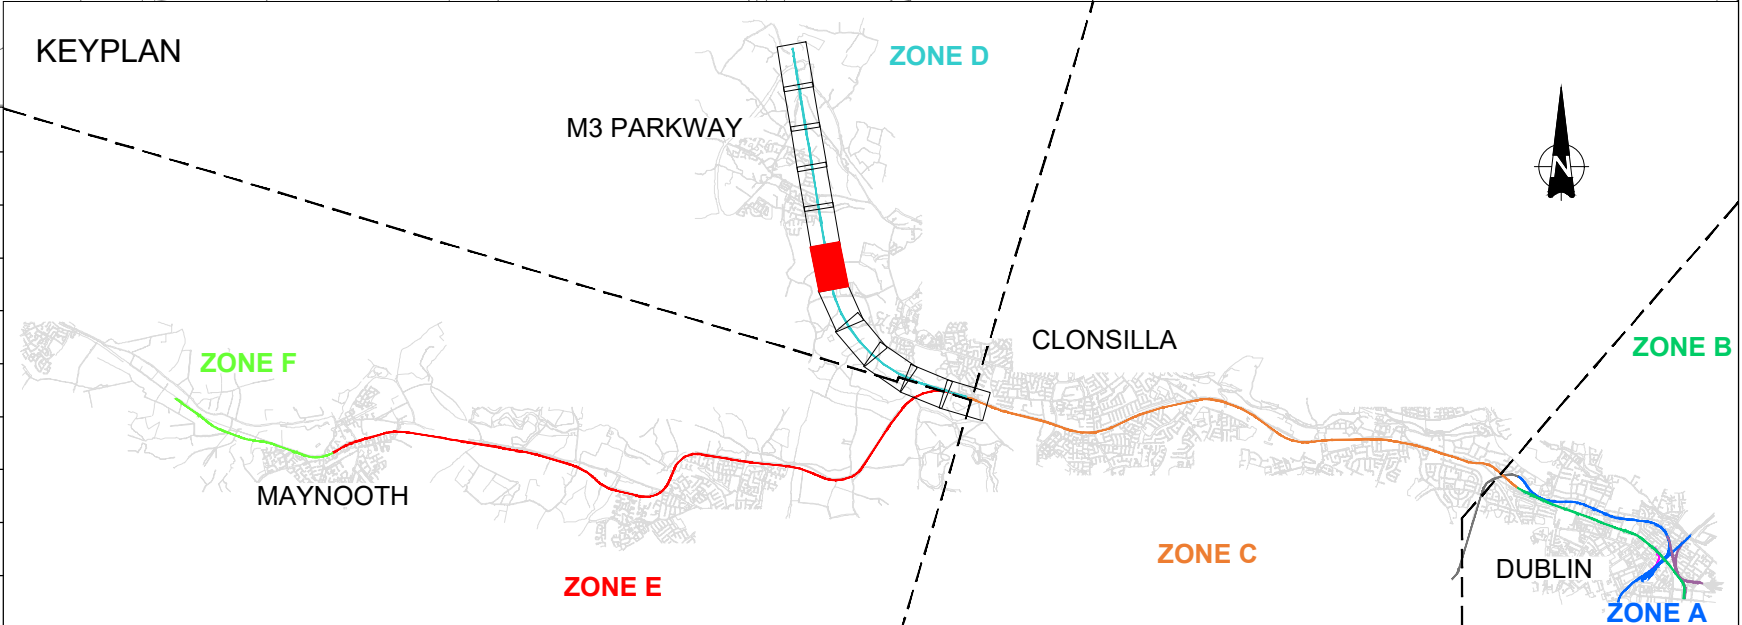 KEYPLAN
ZONE D
M3 PARKWAY
N
CLONSILLA
ZONE B
ZONE F
MAYNOOTH
ZONE C
DUBLIN
ZONE E
ZONE A